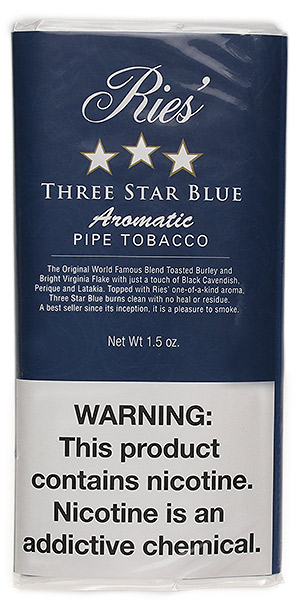 Ries'
THREE STAR BLUE
Aromatic
PIPE TOBACCO
The Original World Famous Blend Toasted Burley and
Bright Virginia Flake with just a touch of Black Cavendish,
Perique and Latakia. Topped with Ries' one-of-a-kind aroma,
Three Star Blue burns clean with no heal or residue.
A best seller since its inception, it is a pleasure to smoke.
Net Wt 1.5 oz.
WARNING:
This product
contains nicotine.
Nicotine is an
addictive chemical.